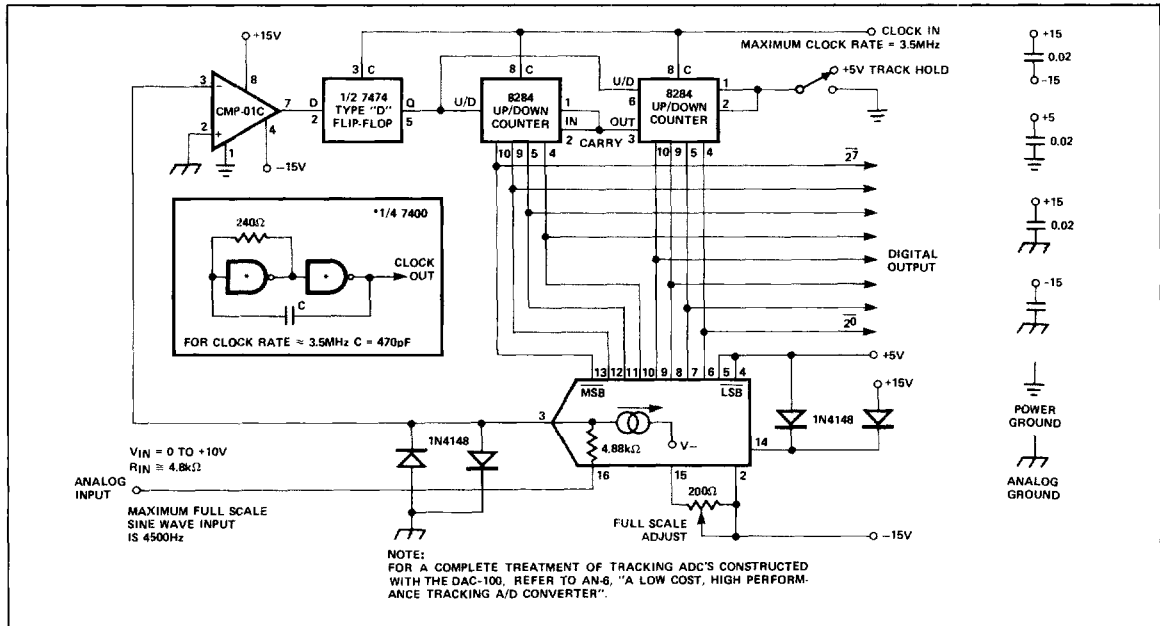 +15V
8
3
−
CMP-01C
7
2
+
4
1
−15V
3 C
D
2
1/2 7474
TYPE "D"
FLIP-FLOP
Q
5
U/D
8 C
8284
UP/DOWN
COUNTER
1
IN
2
CARRY
10 9 5 4
U/D
6
OUT
3
8 C
8284
UP/DOWN
COUNTER
1
2
10 9 5 4
CLOCK IN
MAXIMUM CLOCK RATE = 3.5MHz
+5V TRACK HOLD
+15
0.02
−15
+5
0.02
+15
0.02
−15
POWER
GROUND
ANALOG
GROUND
27
DIGITAL
OUTPUT
20
*1/4 7400
240Ω
*
*
CLOCK
OUT
C
FOR CLOCK RATE ≈ 3.5MHz C = 470pF
+5V
+15V
1N4148
13 12 11 10 9 8 7 6 5 4
MSB
LSB
3
4.88kΩ
V−
14
16
15
2
1N4148
200Ω
FULL SCALE
ADJUST
−15V
VIN = 0 TO +10V
RIN ≅ 4.8kΩ
ANALOG
INPUT
MAXIMUM FULL SCALE
SINE WAVE INPUT
IS 4500Hz
NOTE:
FOR A COMPLETE TREATMENT OF TRACKING ADC'S CONSTRUCTED
WITH THE DAC-100, REFER TO AN-6, "A LOW COST, HIGH PERFORM-
ANCE TRACKING A/D CONVERTER".